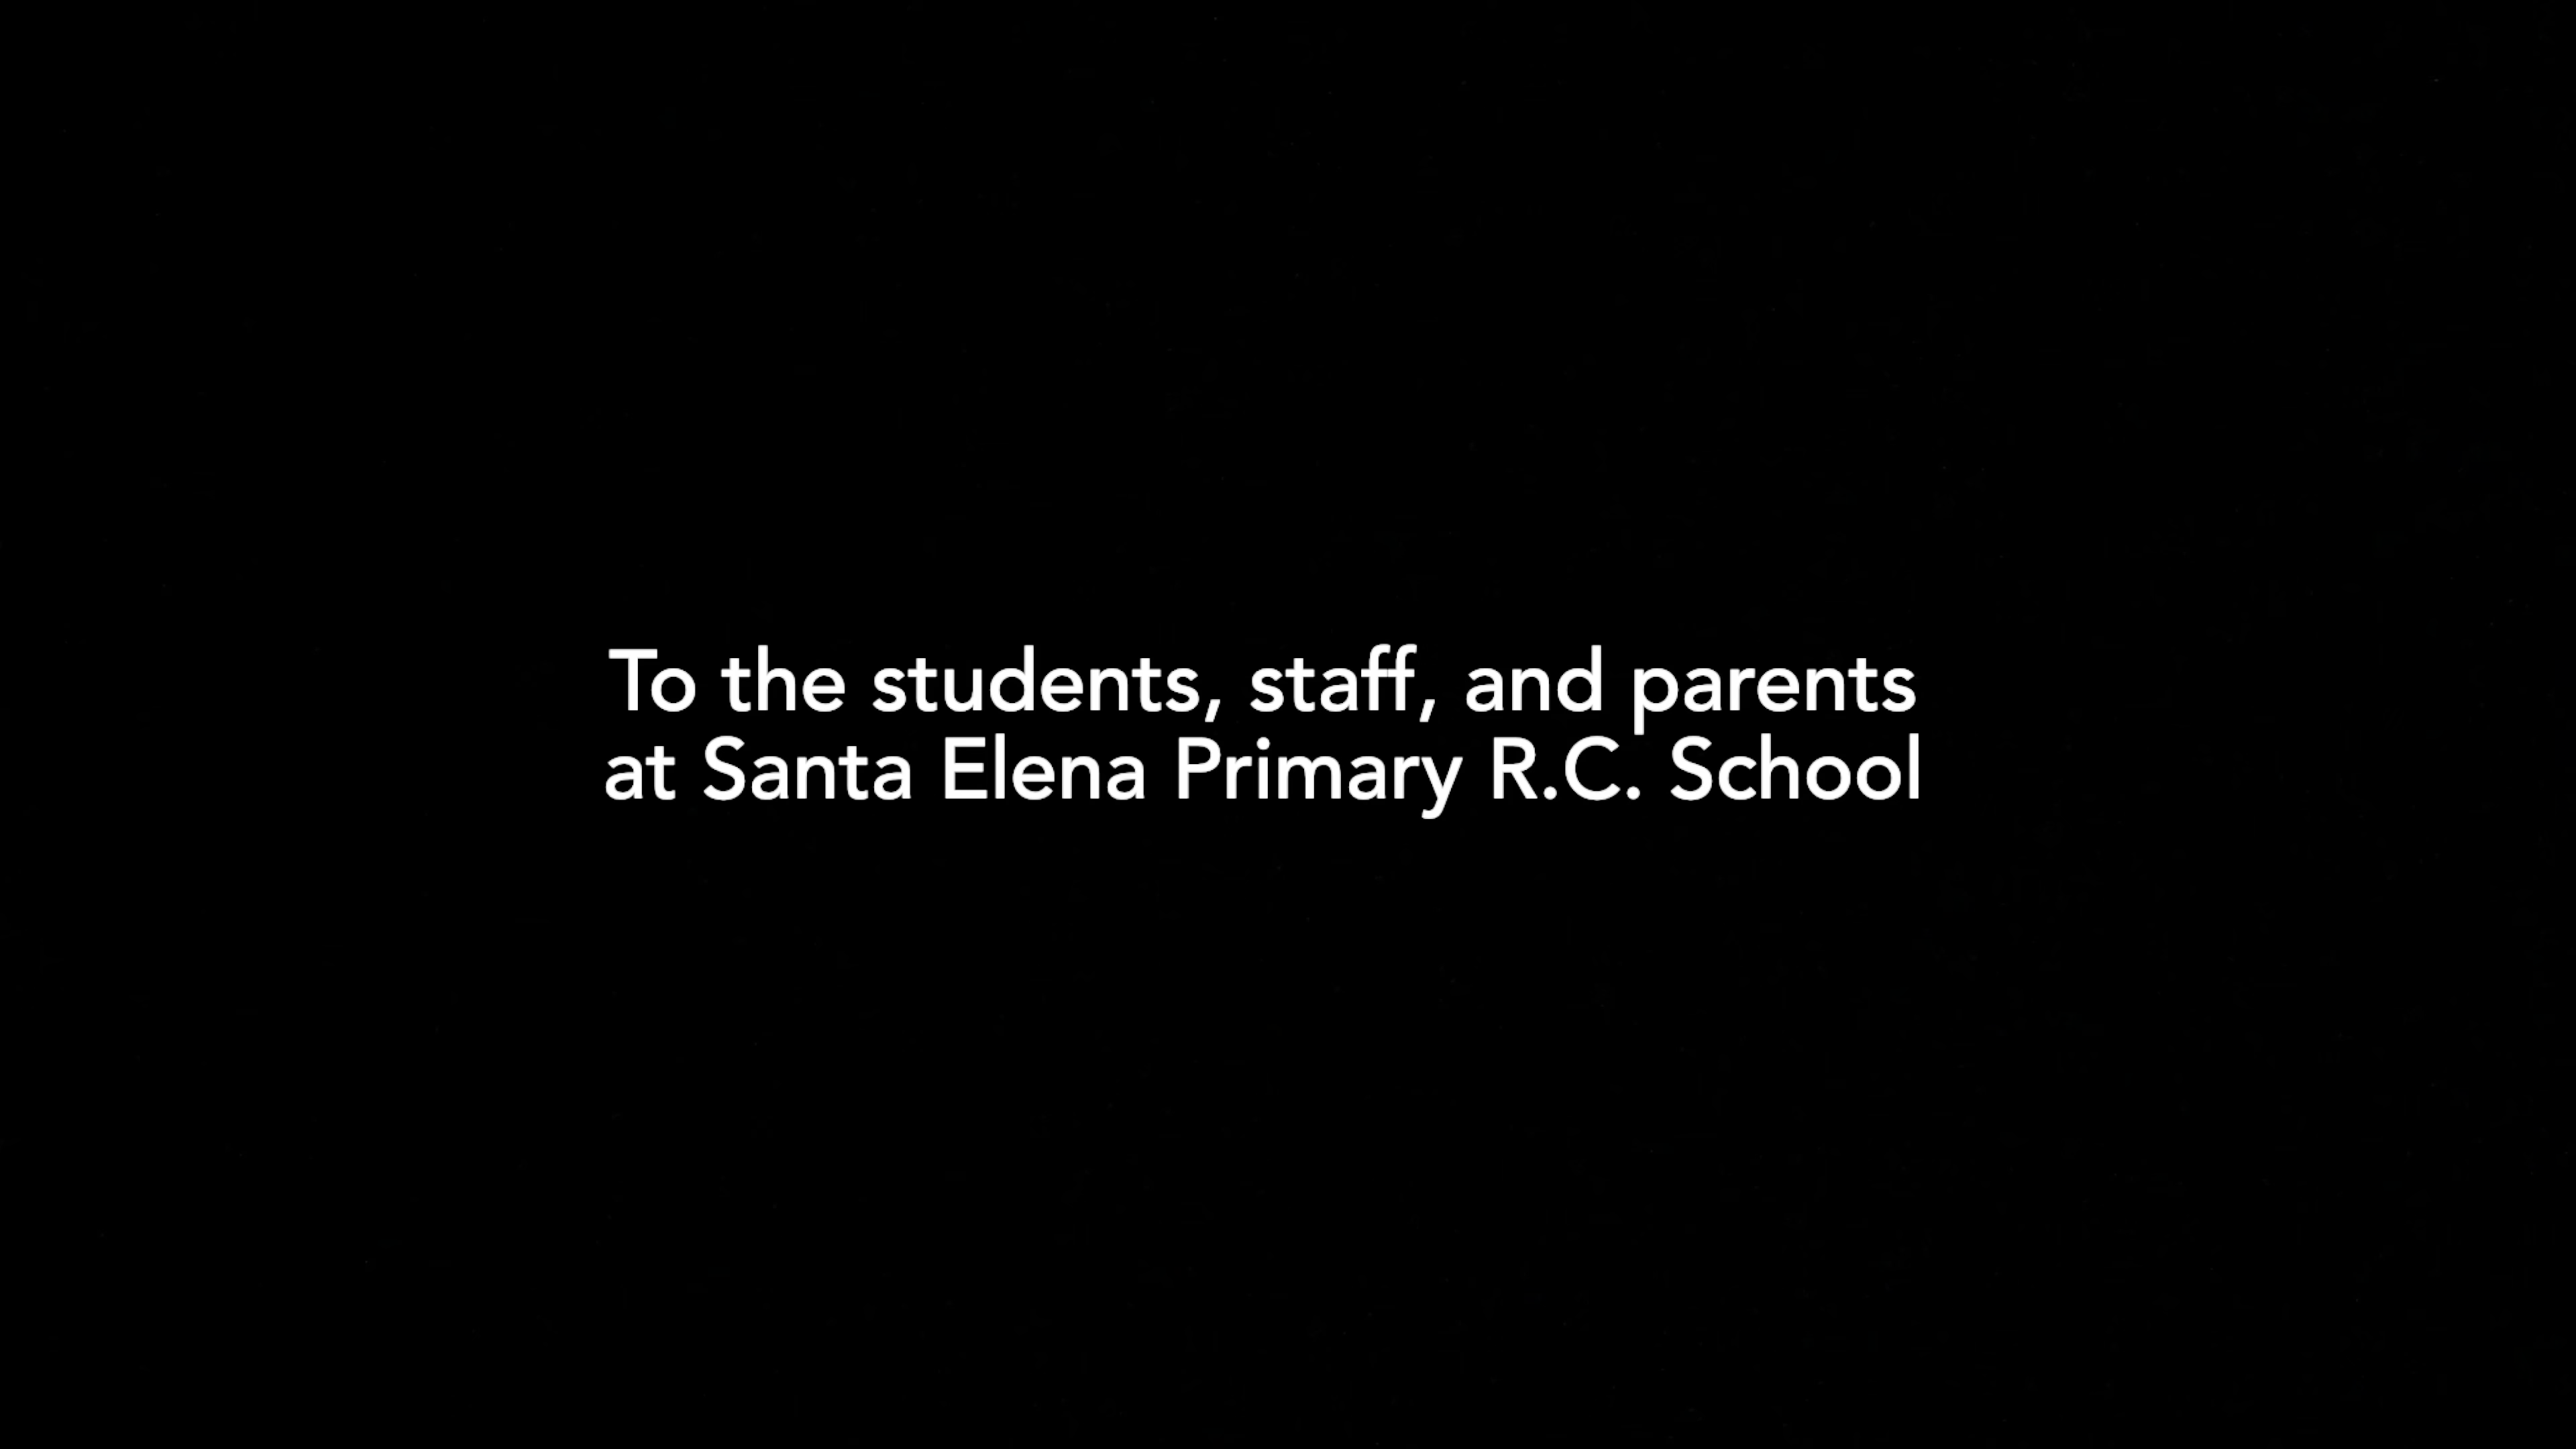 To the students, staff, and parents
at Santa Elena Primary R.C. School